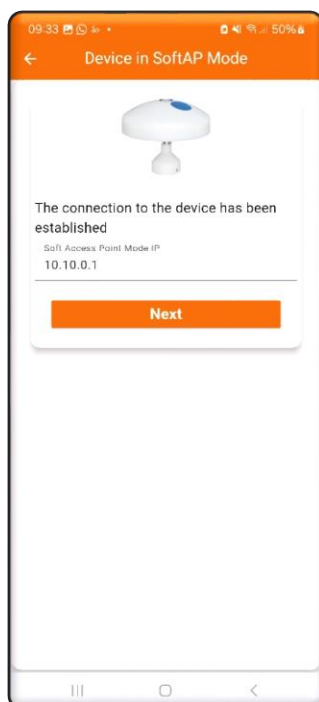 09:33
50%
Device in SoftAP Mode
The connection to the device has been
established
Soft Access Point Mode IP
10.10.0.1
Next